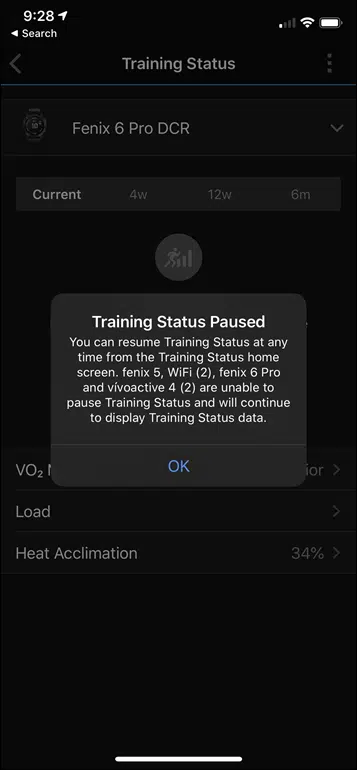 9:28
◀ Search
Training Status
Fenix 6 Pro DCR
Current 4w 12w 6m
Training Status Paused
You can resume Training Status at any
time from the Training Status home
screen. fenix 5, WiFi (2), fenix 6 Pro
and vívoactive 4 (2) are unable to
pause Training Status and will continue
to display Training Status data.
OK
VO₂
Load
Heat Acclimation 34%